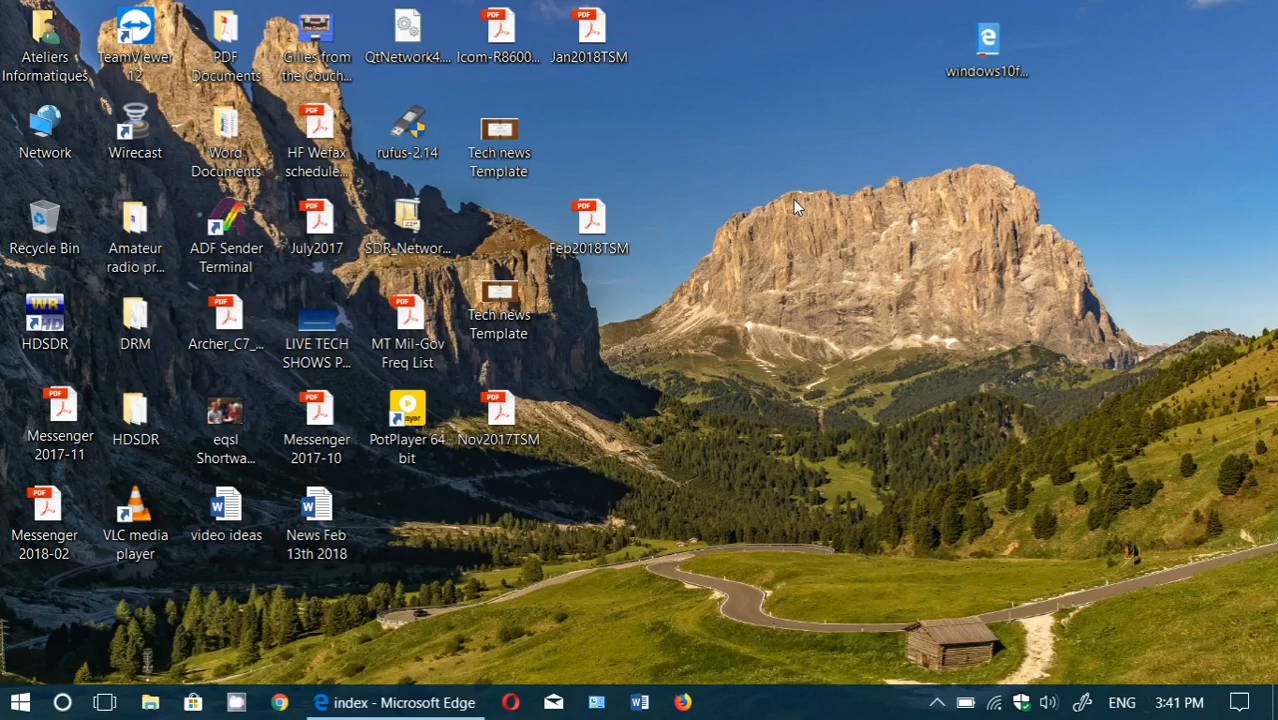 Ateliers
Informatiques
TeamViewer
12
PDF
Documents
Gilles from
the Couch...
QtNetwork4....
Icom-R8600...
Jan2018TSM
windows10f...
Network
Wirecast
Word
Documents
HF Wefax
schedule...
rufus-2.14
Tech news
Template
Recycle Bin
Amateur
radio pr...
ADF Sender
Terminal
July2017
SDR_Networ...
Feb2018TSM
HDSDR
DRM
Archer_C7_...
LIVE TECH
SHOWS P...
MT Mil-Gov
Freq List
Tech news
Template
Messenger
2017-11
HDSDR
eqsl
Shortwa...
Messenger
2017-10
PotPlayer 64
bit
Nov2017TSM
Messenger
2018-02
VLC media
player
video ideas
News Feb
13th 2018
index - Microsoft Edge
ENG
3:41 PM